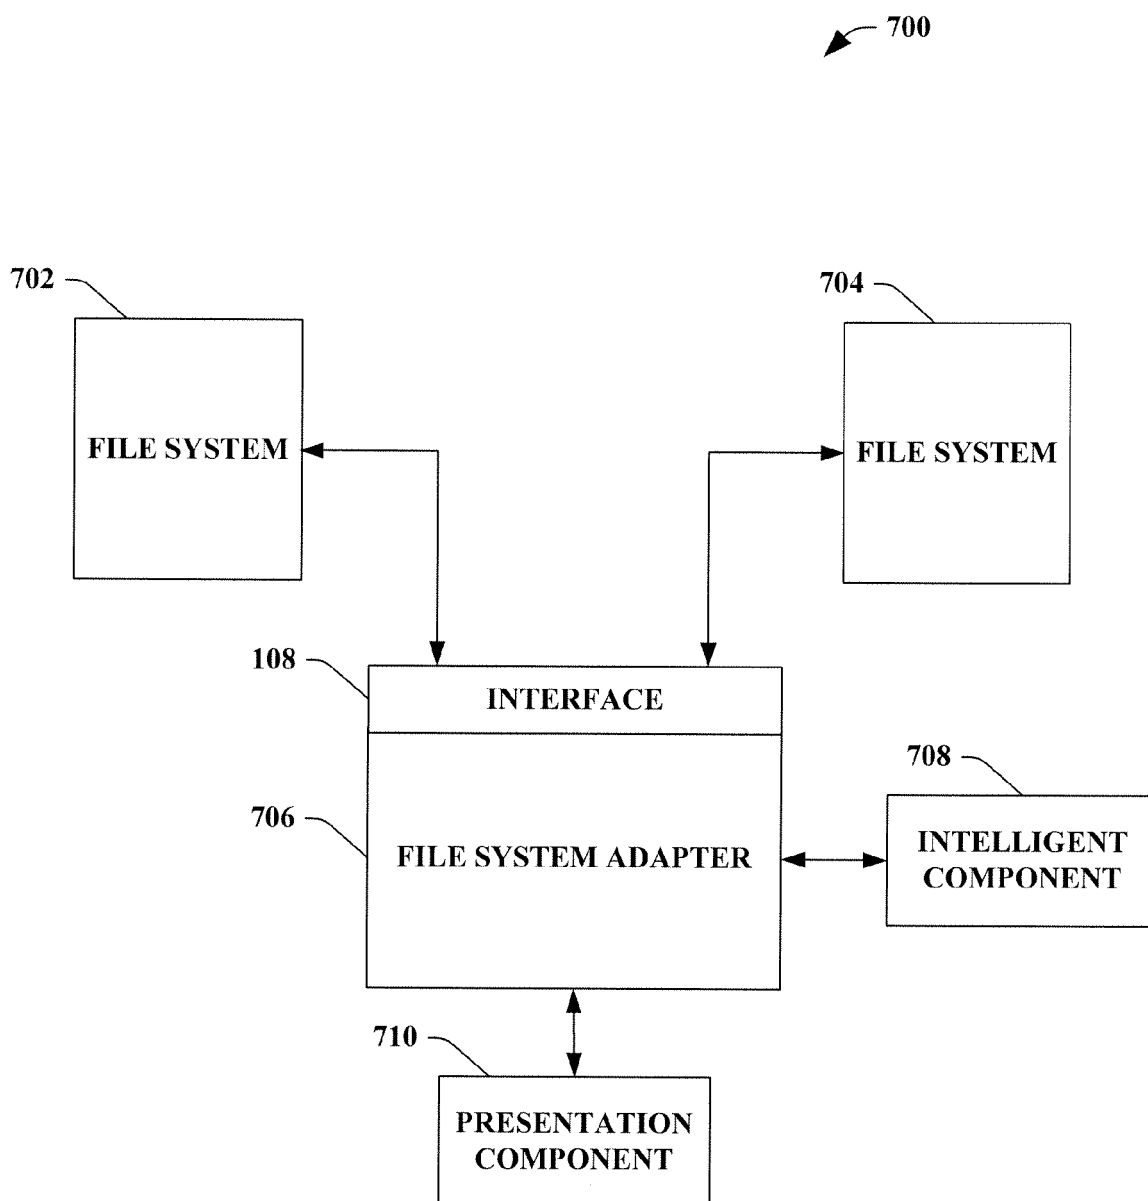 700
702
704
FILE SYSTEM
FILE SYSTEM
108
INTERFACE
708
706
FILE SYSTEM ADAPTER
INTELLIGENT
COMPONENT
710
PRESENTATION
COMPONENT